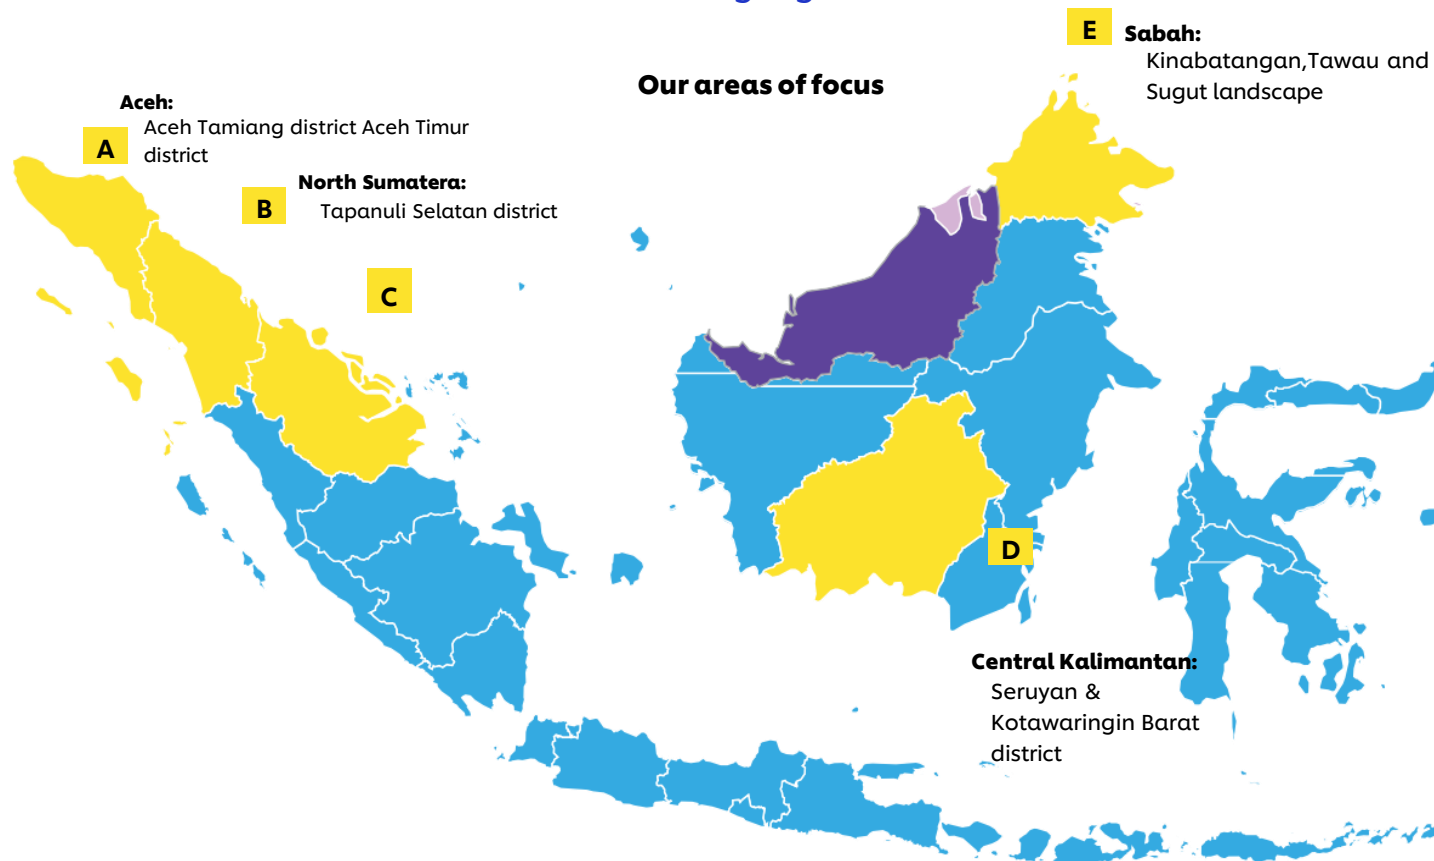 Our areas of focus
E
Sabah:
Kinabatangan,Tawau and
Sugut landscape
Aceh:
A
Aceh Tamiang district Aceh Timur
district
North Sumatera:
B
Tapanuli Selatan district
C
D
Central Kalimantan:
Seruyan &
Kotawaringin Barat
district